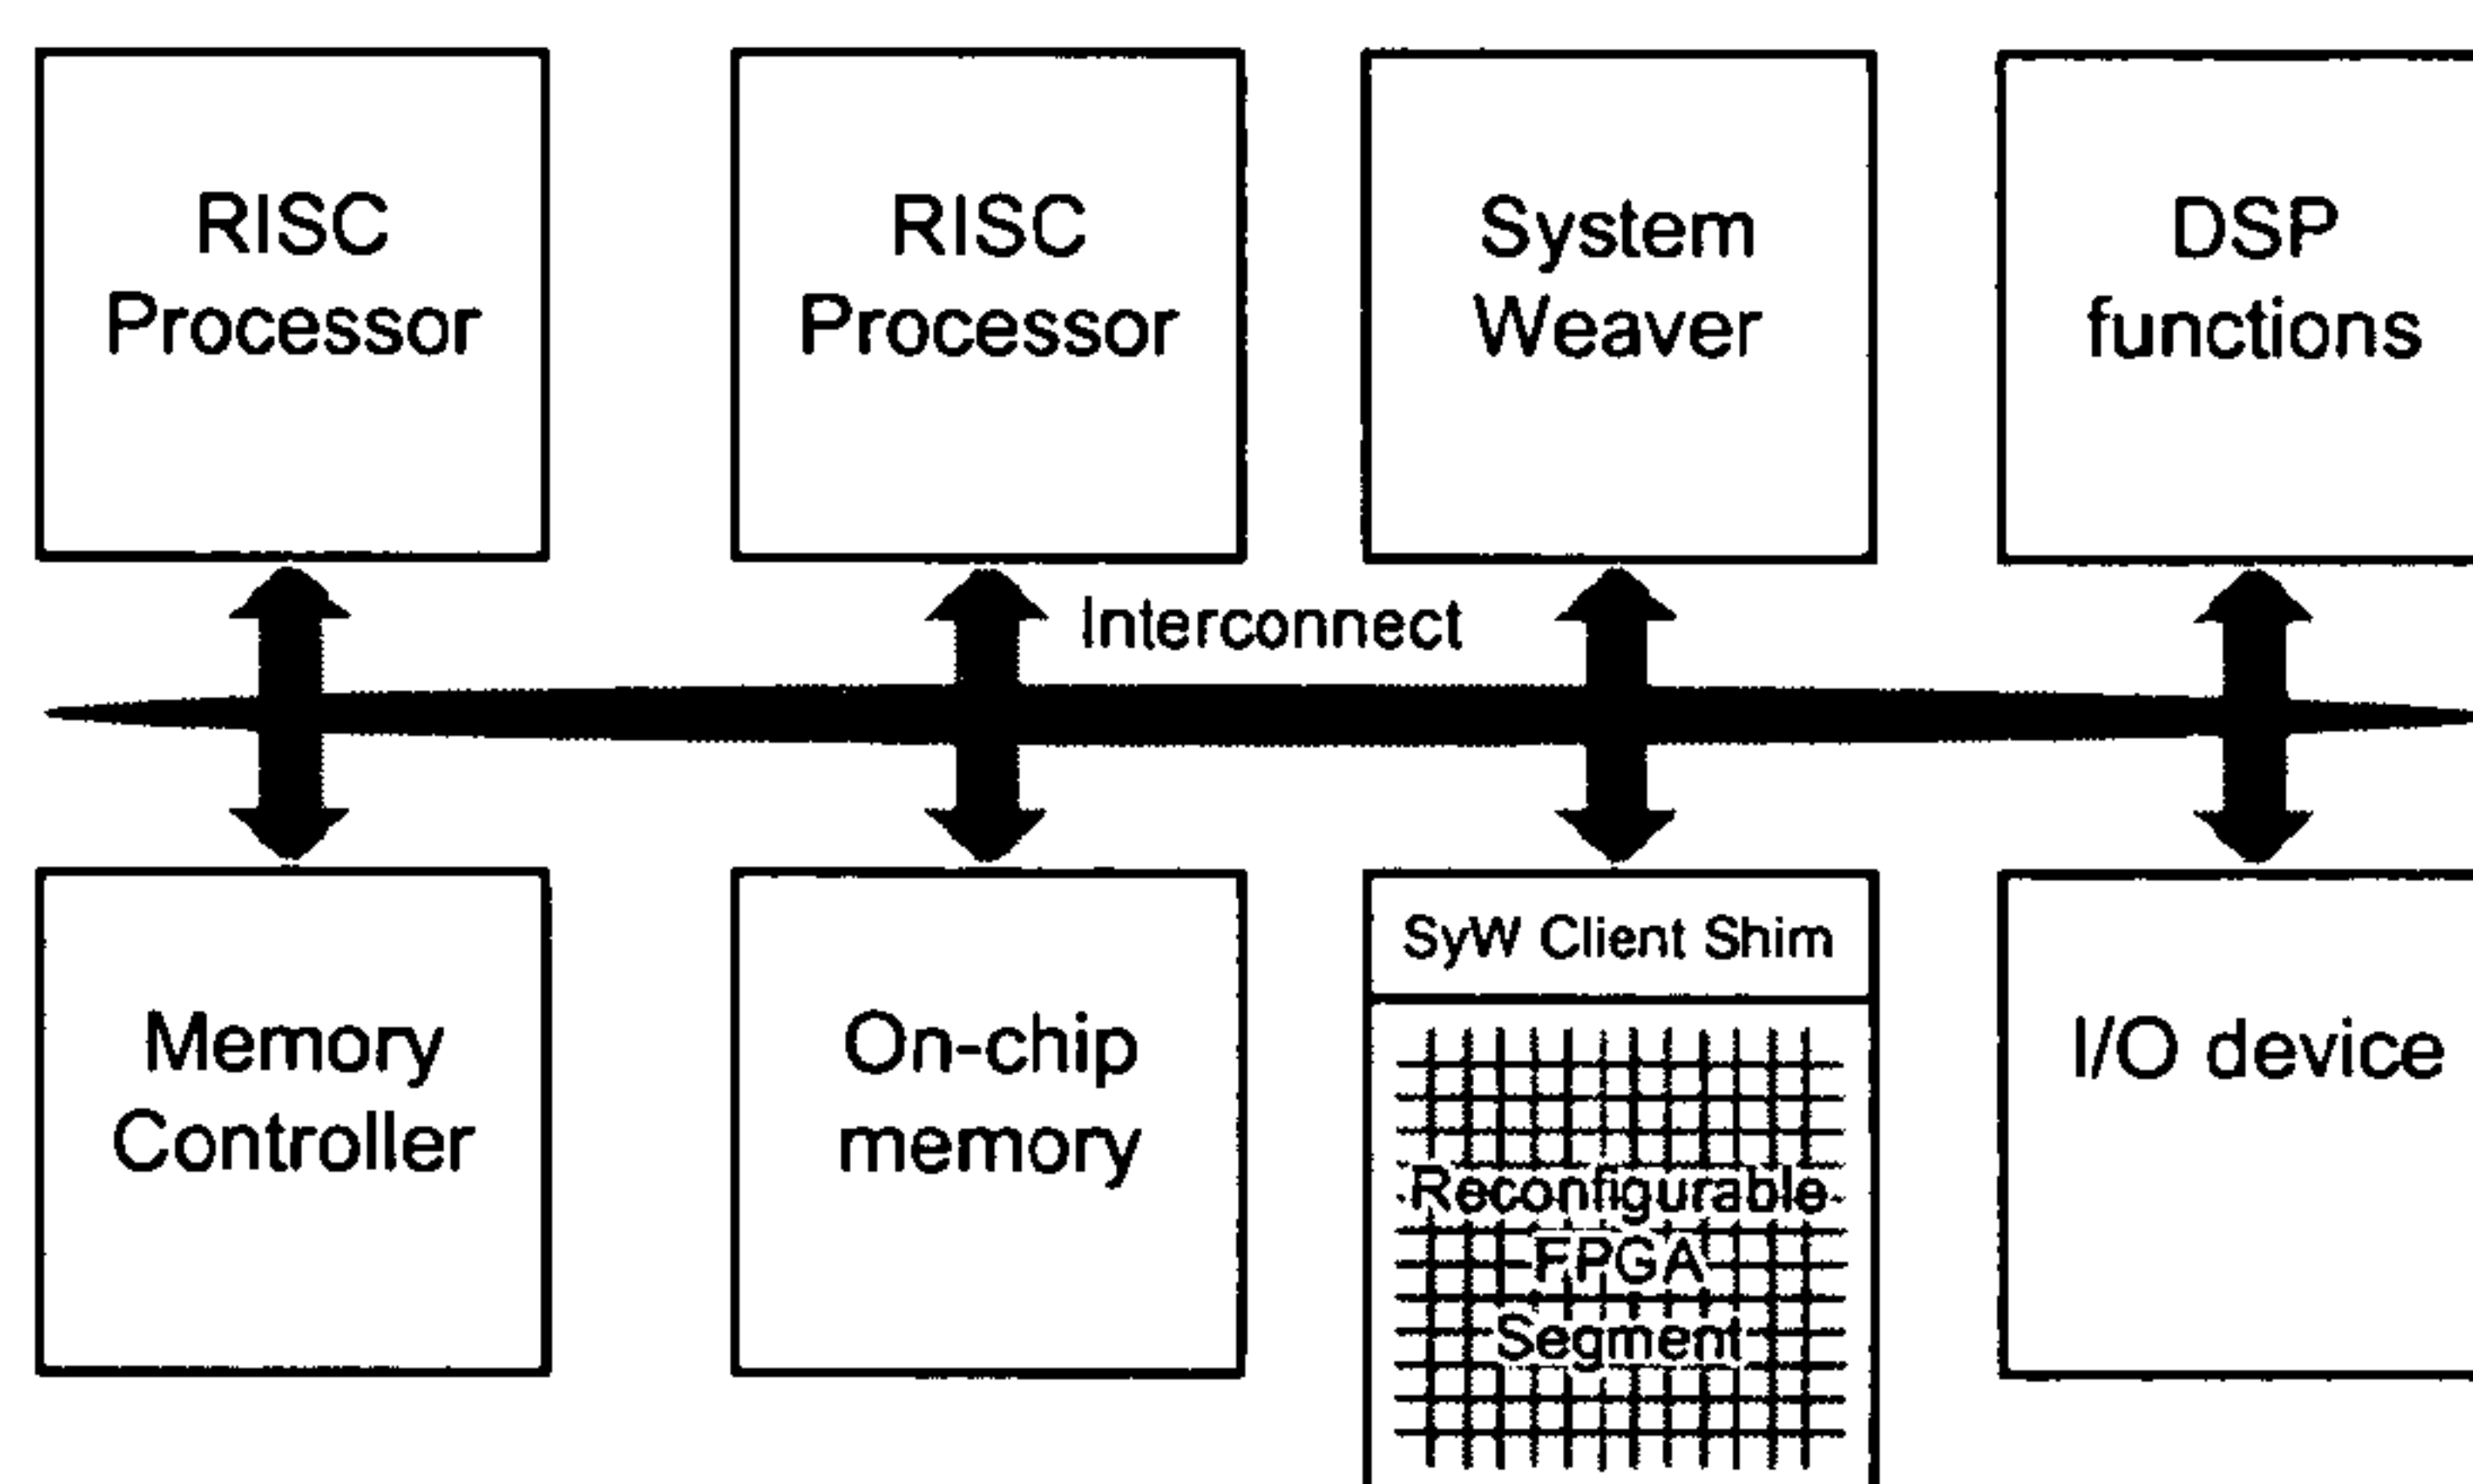 RISC
Processor
RISC
Processor
System
Weaver
DSP
functions
Interconnect
Memory
Controller
On-chip
memory
SyW Client Shim
Reconfigurable
FPGA
Segment
I/O device